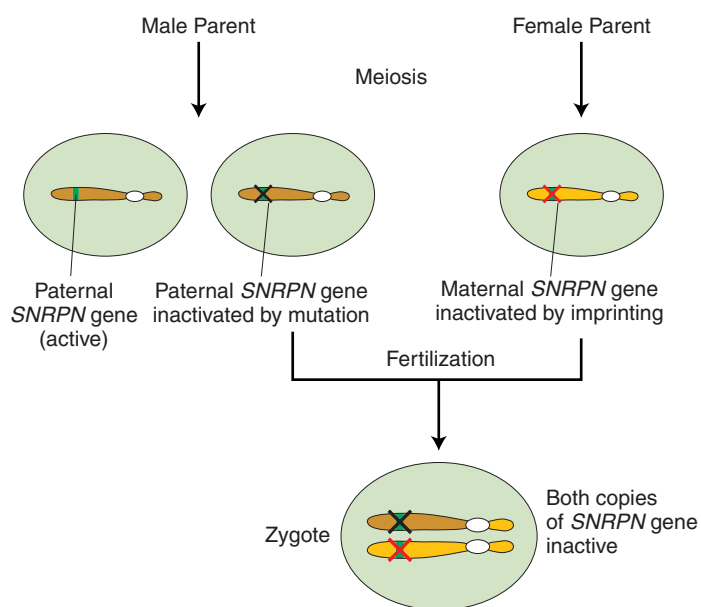 Male Parent
Female Parent
Meiosis
Paternal
SNRPN gene
(active)
Paternal SNRPN gene
inactivated by mutation
Maternal SNRPN gene
inactivated by imprinting
Fertilization
Zygote
Both copies
of SNRPN gene
inactive